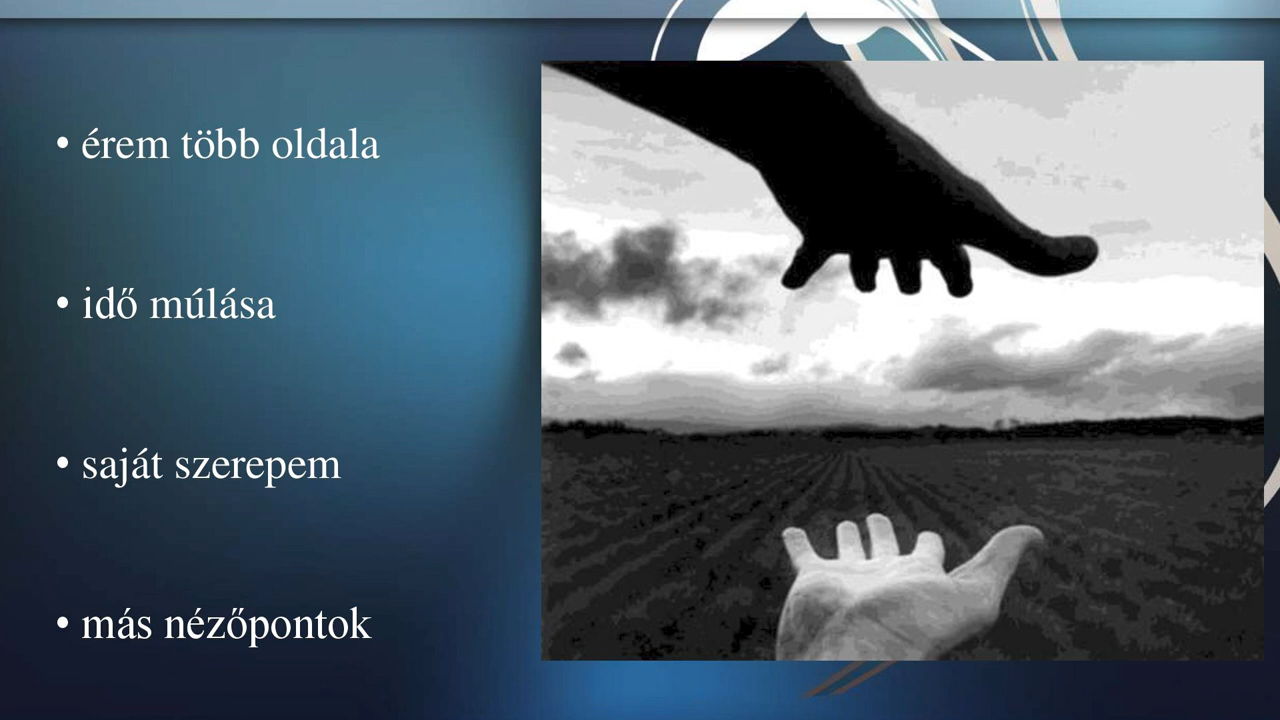 • érem több oldala
• idő múlása
• saját szerepem
• más nézőpontok